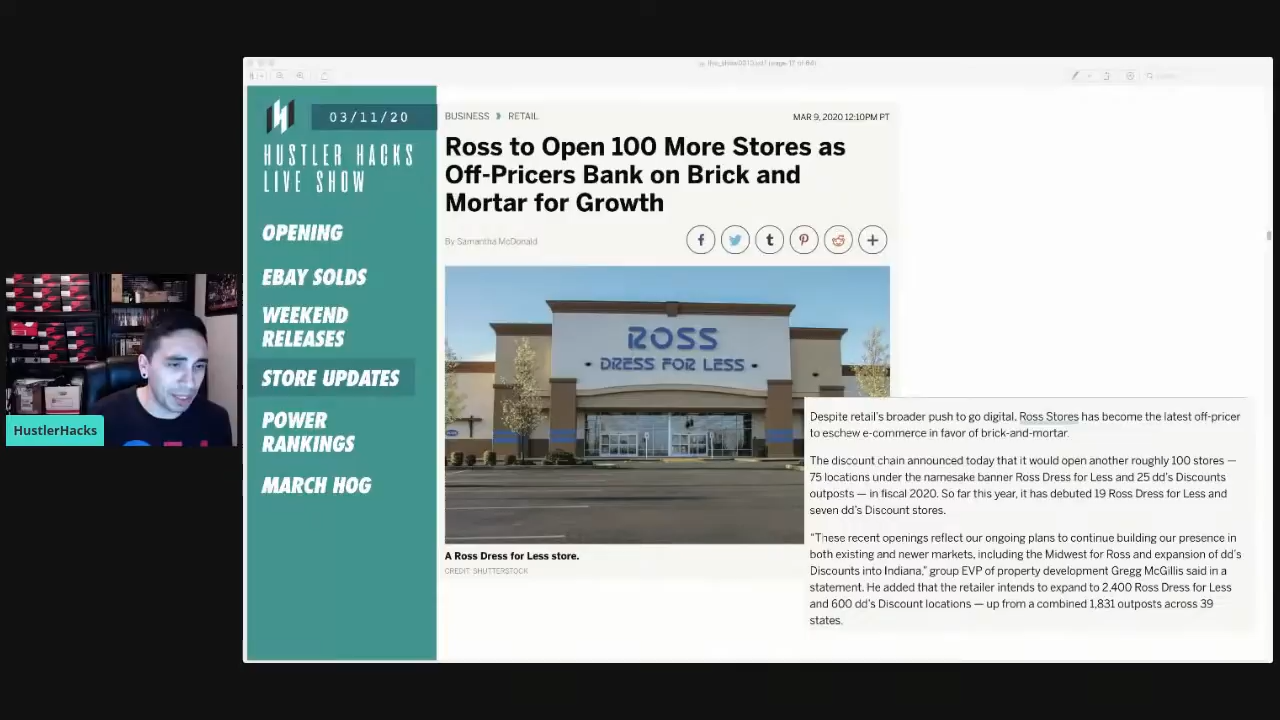 03/11/20
HUSTLER HACKS
LIVE SHOW
OPENING
EBAY SOLDS
WEEKEND
RELEASES
STORE UPDATES
POWER
RANKINGS
MARCH HOG
HustlerHacks
BUSINESS
RETAIL
MAR 9, 2020 12:10PM PT
Ross to Open 100 More Stores as
Off-Pricers Bank on Brick and
Mortar for Growth
By Samantha McDonald
ROSS
DRESS FOR LESS
A Ross Dress for Less store.
CREDIT: SHUTTERSTOCK
Despite retail's broader push to go digital, Ross Stores has become the latest off-pricer
to eschew e-commerce in favor of brick-and-mortar.
The discount chain announced today that it would open another roughly 100 stores —
75 locations under the namesake banner Ross Dress for Less and 25 dd's Discounts
outposts — in fiscal 2020. So far this year, it has debuted 19 Ross Dress for Less and
seven dd's Discount stores.
"These recent openings reflect our ongoing plans to continue building our presence in
both existing and newer markets, including the Midwest for Ross and expansion of dd's
Discounts into Indiana," group EVP of property development Gregg McGillis said in a
statement. He added that the retailer intends to expand to 2,400 Ross Dress for Less
and 600 dd's Discount locations — up from a combined 1,831 outposts across 39
states.